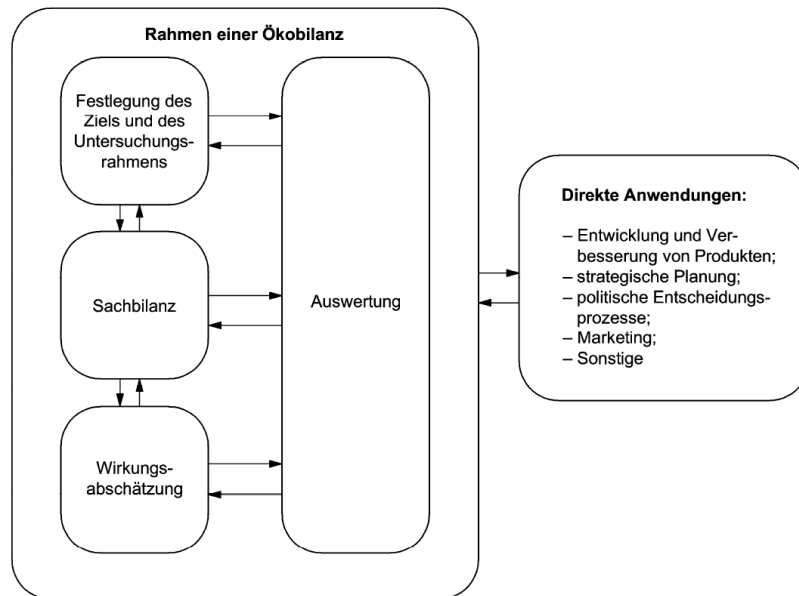 Rahmen einer Ökobilanz
Festlegung des
Ziels und des
Untersuchungs-
rahmens
Sachbilanz
Wirkungs-
abschätzung
Auswertung
Direkte Anwendungen:
– Entwicklung und Ver-
besserung von Produkten;
– strategische Planung;
– politische Entscheidungs-
prozesse;
– Marketing;
– Sonstige